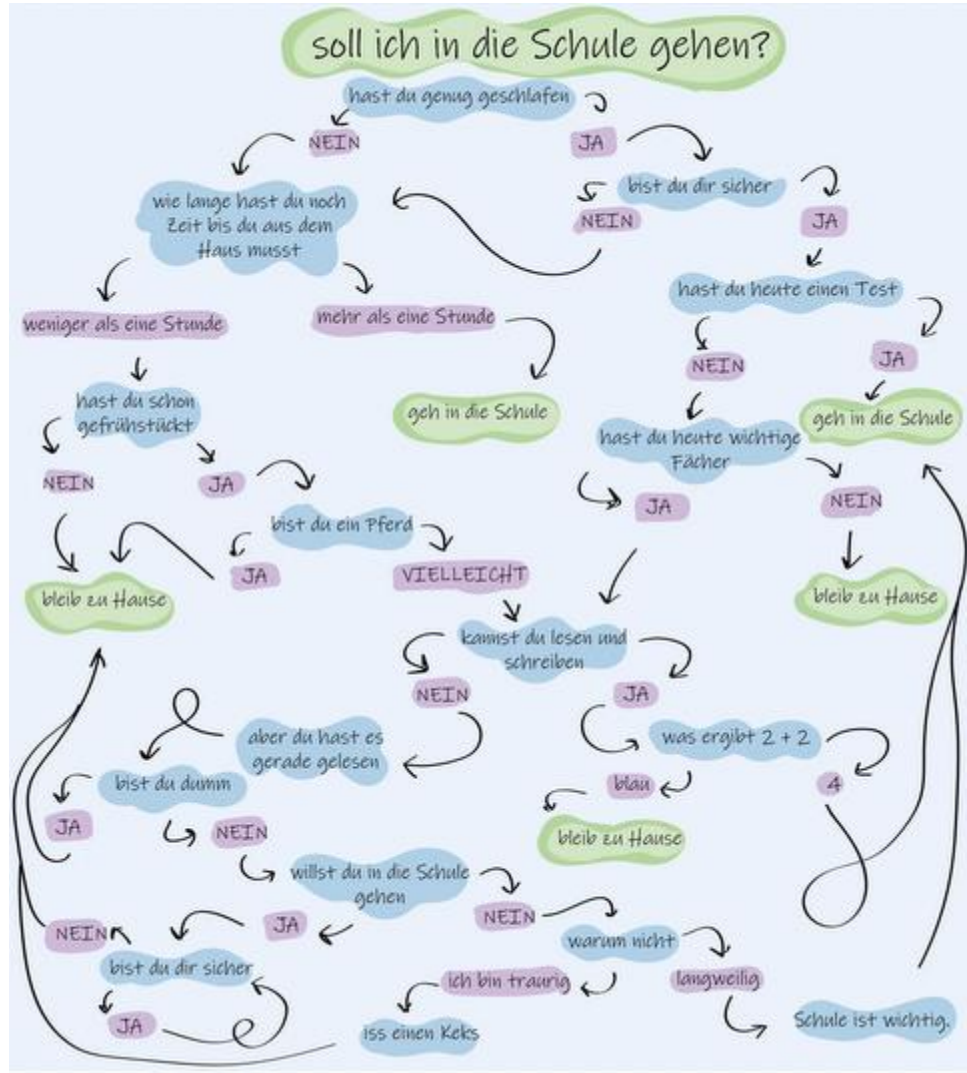 soll ich in die Schule gehen?
hast du genug geschlafen
NEIN
JA
bist du dir sicher
wie lange hast du noch
Zeit bis du aus dem
Haus musst
NEIN
JA
hast du heute einen Test
weniger als eine Stunde
mehr als eine Stunde
NEIN
JA
hast du schon
gefrühstückt
geh in die Schule
geh in die Schule
hast du heute wichtige
Fächer
NEIN
JA
JA
NEIN
bist du ein Pferd
JA
VIELLEICHT
bleib zu Hause
bleib zu Hause
kannst du lesen und
schreiben
NEIN
JA
aber du hast es
gerade gelesen
was ergibt 2 + 2
bist du dumm
blau
4
JA
NEIN
bleib zu Hause
willst du in die Schule
gehen
JA
NEIN
NEIN
warum nicht
bist du dir sicher
ich bin traurig
langweilig
JA
iss einen Keks
Schule ist wichtig.